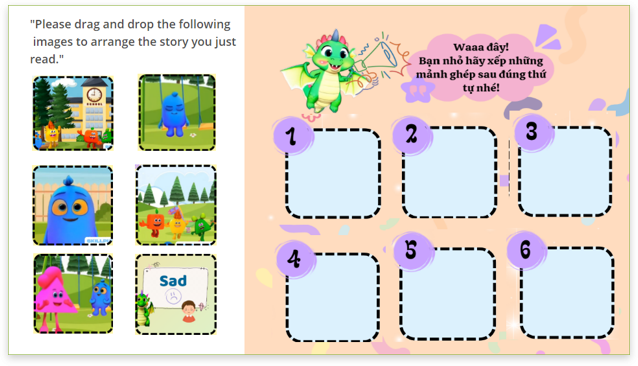 "Please drag and drop the following
images to arrange the story you just
read."
Waaa đây!
Bạn nhỏ hãy xếp những
mảnh ghép sau đúng thứ
tự nhé!
1
2
3
Sad
4
5
6